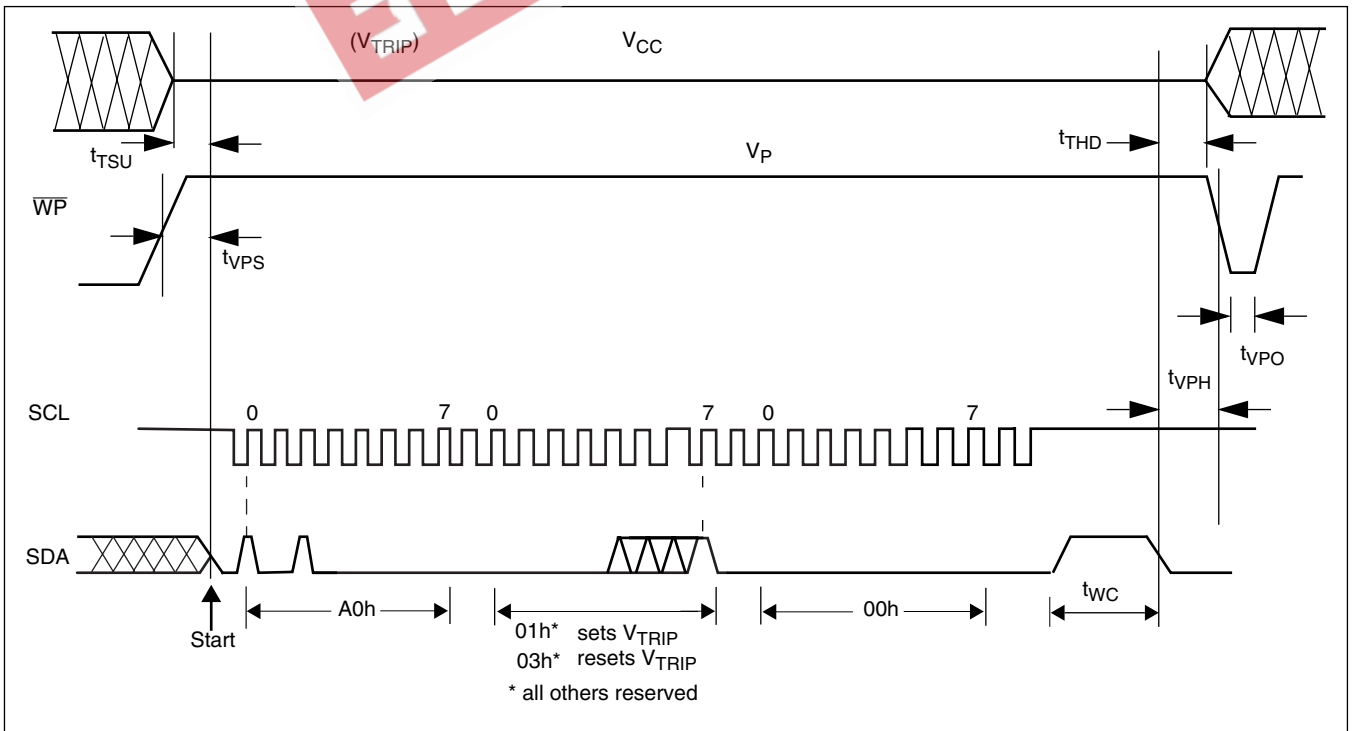 (VTRIP) VCC
tTSU tTHD
VP
WP
tVPS
tVPO
tVPH
SCL 0 7 0 7 0 7
SDA
A0h 00h tWC
Start
01h* sets VTRIP
03h* resets VTRIP
* all others reserved